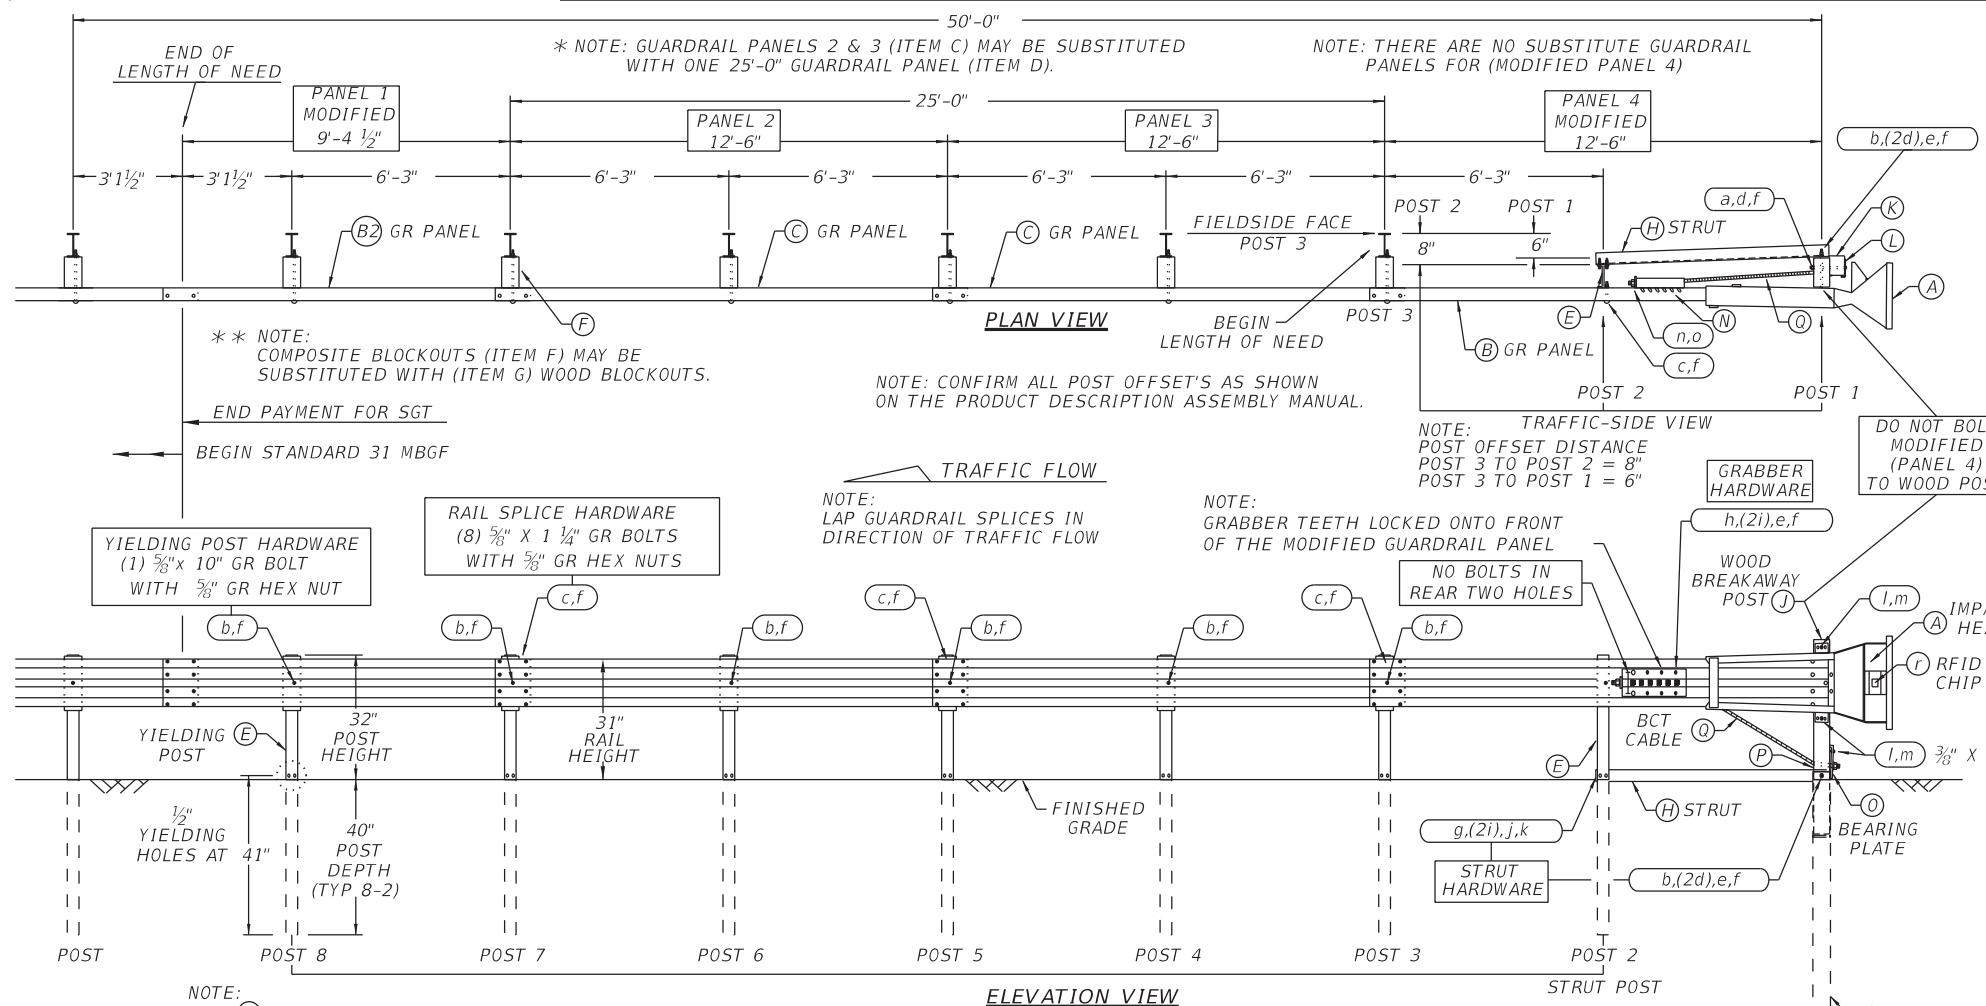 50'-0"
END OF
LENGTH OF NEED
* NOTE: GUARDRAIL PANELS 2 & 3 (ITEM C) MAY BE SUBSTITUTED
WITH ONE 25'-0" GUARDRAIL PANEL (ITEM D).
NOTE: THERE ARE NO SUBSTITUTE GUARDRAIL
PANELS FOR (MODIFIED PANEL 4)
PANEL 1
MODIFIED
9'-4 ½"
25'-0"
PANEL 2
12'-6"
PANEL 3
12'-6"
PANEL 4
MODIFIED
12'-6"
b,(2d),e,f
3'1½"
3'1½"
6'-3"
6'-3"
6'-3"
6'-3"
6'-3"
6'-3"
B2 GR PANEL
C GR PANEL
C GR PANEL
FIELDSIDE FACE
POST 3
POST 2
8"
POST 1
6"
H STRUT
a,d,f
K
L
A
F
PLAN VIEW
BEGIN
LENGTH OF NEED
POST 3
B GR PANEL
E
n,o
c,f
N
Q
POST 2
POST 1
TRAFFIC-SIDE VIEW
* * NOTE:
COMPOSITE BLOCKOUTS (ITEM F) MAY BE
SUBSTITUTED WITH (ITEM G) WOOD BLOCKOUTS.
NOTE: CONFIRM ALL POST OFFSET'S AS SHOWN
ON THE PRODUCT DESCRIPTION ASSEMBLY MANUAL.
END PAYMENT FOR SGT
BEGIN STANDARD 31 MBGF
NOTE:
POST OFFSET DISTANCE
POST 3 TO POST 2 = 8"
POST 3 TO POST 1 = 6"
DO NOT BOL
MODIFIED
(PANEL 4)
TO WOOD POS
TRAFFIC FLOW
NOTE:
LAP GUARDRAIL SPLICES IN
DIRECTION OF TRAFFIC FLOW
NOTE:
GRABBER TEETH LOCKED ONTO FRONT
OF THE MODIFIED GUARDRAIL PANEL
GRABBER
HARDWARE
h,(2i),e,f
YIELDING POST HARDWARE
(1) ⅝"x 10" GR BOLT
WITH ⅝" GR HEX NUT
RAIL SPLICE HARDWARE
(8) ⅝" X 1 ¼" GR BOLTS
WITH ⅝" GR HEX NUTS
NO BOLTS IN
REAR TWO HOLES
WOOD
BREAKAWAY
POST J
l,m
A IMPA
HE
r RFID
CHIP
b,f
b,f
c,f
b,f
c,f
b,f
b,f
c,f
b,f
YIELDING E
POST
32"
POST
HEIGHT
31"
RAIL
HEIGHT
BCT
CABLE Q
E
P
l,m ⅜" X
½"
YIELDING
HOLES AT 41"
40"
POST
DEPTH
(TYP 8-2)
FINISHED
GRADE
H STRUT
O
BEARING
PLATE
g,(2i),j,k
STRUT
HARDWARE
b,(2d),e,f
POST
POST 8
POST 7
POST 6
POST 5
POST 4
POST 3
POST 2
STRUT POST
NOTE:
ELEVATION VIEW